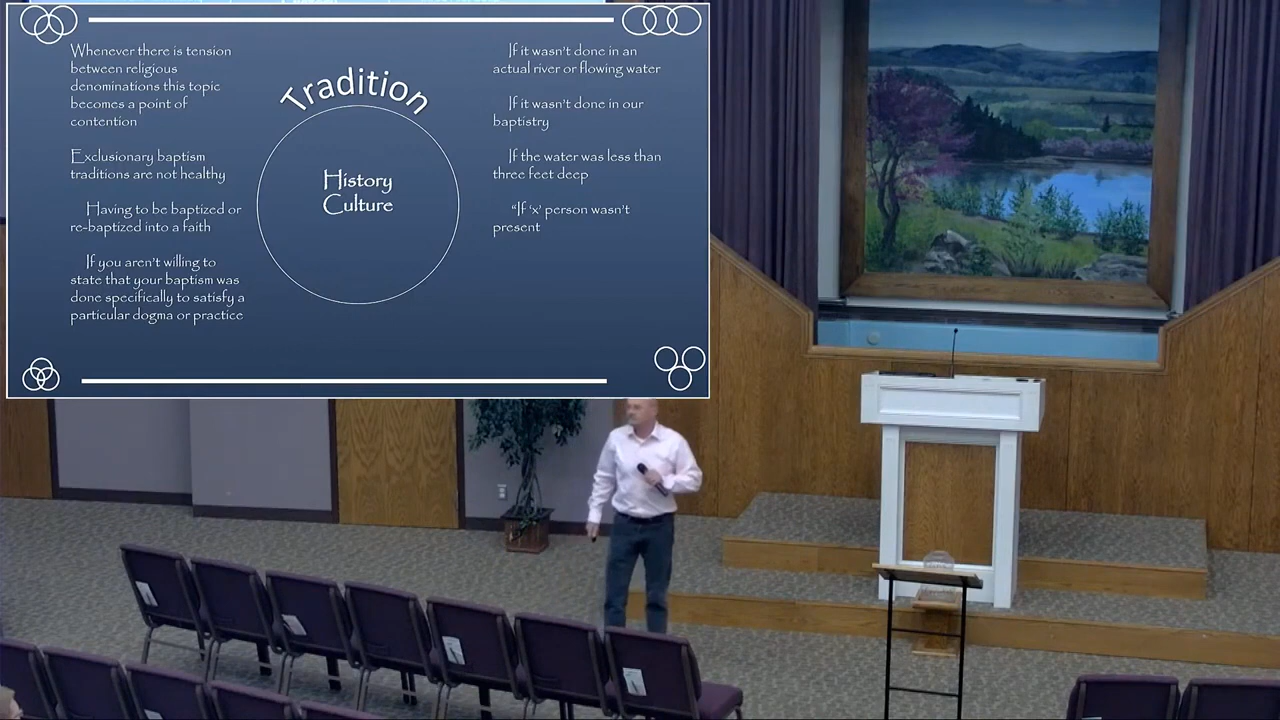 Whenever there is tension
between religious
denominations this topic
becomes a point of
contention
Exclusionary baptism
traditions are not healthy
Having to be baptized or
re-baptized into a faith
If you aren't willing to
state that your baptism was
done specifically to satisfy a
particular dogma or practice
Tradition
History
Culture
If it wasn't done in an
actual river or flowing water
If it wasn't done in our
baptistry
If the water was less than
three feet deep
"If 'x' person wasn't
present